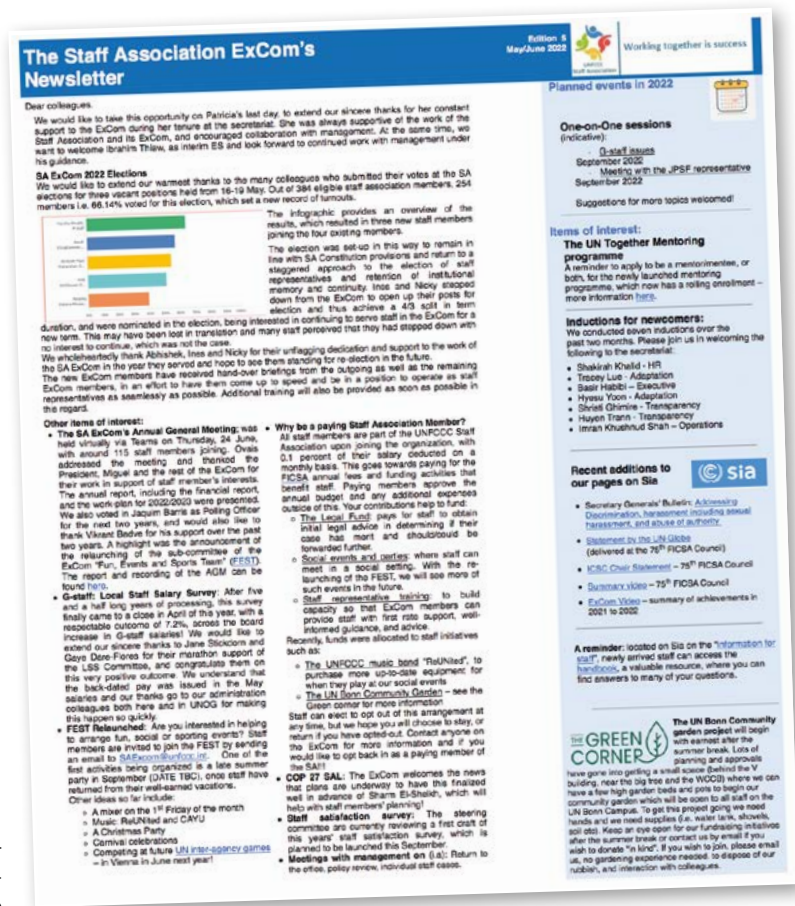 The Staff Association ExCom's
Newsletter
Edition 5
May/June 2022
UNFCCC
Staff Association
Working together is success
Dear colleagues.
We would like to take this opportunity on Patricia's last day, to extend our sincere thanks for her constant
support to the ExCom during her tenure at the secretariat. She was always supportive of the work of the
Staff Association and its ExCom, and encouraged collaboration with management. At the same time, we
want to welcome Ibrahim Thiaw, as interim ES and look forward to continued work with management under
his guidance.
SA ExCom 2022 Elections
We would like to extend our warmest thanks to the many colleagues who submitted their votes at the SA
elections for three vacant positions held from 16-19 May. Out of 384 eligible staff association members, 254
members i.e. 66.14% voted for this election, which set a new record of turnouts.
The infographic provides an overview of the
results, which resulted in three new staff members
joining the four existing members.
The election was set-up in this way to remain in
line with SA Constitution provisions and return to a
staggered approach to the election of staff
representatives and retention of institutional
memory and continuity. Ines and Nicky stepped
down from the ExCom to open up their posts for
election and thus achieve a 4/3 split in term
duration, and were nominated in the election, being interested in continuing to serve staff in the ExCom for a
new term. This may have been lost in translation and many staff perceived that they had stepped down with
no interest to continue, which was not the case.
We wholeheartedly thank Abhishek, Ines and Nicky for their unflagging dedication and support to the work of
the SA ExCom in the year they served and hope to see them standing for re-election in the future.
The new ExCom members have received hand-over briefings from the outgoing as well as the remaining
ExCom members, in an effort to have them come up to speed and be in a position to operate as staff
representatives as seamlessly as possible. Additional training will also be provided as soon as possible in
this regard.
Other items of interest:
• The SA ExCom's Annual General Meeting: was
held virtually via Teams on Thursday, 24 June,
with around 115 staff members joining. Ovais
addressed the meeting and thanked the
President, Miguel and the rest of the ExCom for
their work in support of staff member's interests.
The annual report, including the financial report,
and the work plan for 2022/2023 were presented.
We also voted in Jaquim Barris as Polling Officer
for the next two years, and would also like to
thank Vikrant Badve for his support over the past
two years. A highlight was the announcement of
the relaunching of the sub-committee of the
ExCom "Fun, Events and Sports Team" (FEST).
The report and recording of the AGM can be
found here.
• G-staff: Local Staff Salary Survey: After five
and a half long years of processing, this survey
finally came to a close in April of this year, with a
respectable outcome of 7.2%, across the board
increase in G-staff salaries! We would like to
extend our sincere thanks to Jane Stickdorn and
Gaye Dare-Flores for their marathon support of
the LSS Committee, and congratulate them on
this very positive outcome. We understand that
the back-dated pay was issued in the May
salaries and our thanks go to our administration
colleagues both here and in UNOG for making
this happen so quickly.
• FEST Relaunched: Are you interested in helping
to arrange fun, social or sporting events? Staff
members are invited to join the FEST by sending
an email to SAExcom@unfccc.int. One of the
first activities being organized is a late summer
party in September (DATE TBC), once staff have
returned from their well-earned vacations.
Other ideas so far include:
» A mixer on the 1st Friday of the month
» Music: ReUNited and CAYU
» A Christmas Party
» Carnival celebrations
» Competing at future UN inter-agency games
– in Vienna in June next year!
• Why be a paying Staff Association Member?
All staff members are part of the UNFCCC Staff
Association upon joining the organization, with
0.1 percent of their salary deducted on a
monthly basis. This goes towards paying for the
FICSA annual fees and funding activities that
benefit staff. Paying members approve the
annual budget and any additional expenses
outside of this. Your contributions help to fund:
o The Legal Fund: pays for staff to obtain
initial legal advice in determining if their
case has merit and should/could be
forwarded further.
o Social events and parties: where staff can
meet in a social setting. With the re-
launching of the FEST, we will see more of
such events in the future.
o Staff representative training: to build
capacity so that ExCom members can
provide staff with first rate support, well-
informed guidance, and advice.
Recently, funds were allocated to staff initiatives
such as:
» The UNFCCC music band "ReUNited", to
purchase more up-to-date equipment for
when they play at our social events
» The UN Bonn Community Garden – see the
Green corner for more information
Staff can elect to opt out of this arrangement at
any time, but we hope you will choose to stay, or
return if you have opted-out. Contact anyone on
the ExCom for more information and if you
would like to opt back in as a paying member of
the SA!!
• COP 27 SAL: The ExCom welcomes the news
that plans are underway to have this finalized
well in advance of Sharm El-Sheikh, which will
help with staff members' planning!
• Staff satisfaction survey: The steering
committee are currently reviewing a first draft of
this years' staff satisfaction survey, which is
planned to be launched this September.
• Meetings with management on (i.a): Return to
the office, policy review, individual staff cases.
Planned events in 2022
One-on-One sessions
(indicative):
- G-staff issues
September 2022
- Meeting with the JPSF representative
September 2022
Suggestions for more topics welcomed!
Items of interest:
The UN Together Mentoring
programme
A reminder to apply to be a mentor/mentee, or
both, for the newly launched mentoring
programme, which now has a rolling enrollment –
more information here.
Inductions for newcomers:
We conducted seven inductions over the
past two months. Please join us in welcoming the
following to the secretariat:
• Shakirah Khalid - HR
• Tracey Lue - Adaptation
• Basir Habibi – Executive
• Hyesu Yoon - Adaptation
• Shristi Ghimire - Transparency
• Huyen Trann - Transparency
• Imran Khushnud Shah – Operations
Recent additions to
our pages on Sia
sia
• Secretary Generals' Bulletin: Addressing
Discrimination, harassment including sexual
harassment, and abuse of authority
• Statement by the UN-Globe
(delivered at the 75th FICSA Council)
• ICSC Chair Statement – 75th FICSA Council
• Summary video – 75th FICSA Council
• ExCom Video – summary of achievements in
2021 to 2022
A reminder: located on Sia on the "information for
staff", newly arrived staff can access the
handbook, a valuable resource, where you can
find answers to many of your questions.
THE GREEN
CORNER
The UN Bonn Community
garden project will begin
with earnest after the
summer break. Lots of
planning and approvals
have gone into getting a small space (behind the V
building, near the big tree and the WCCB) where we can
have a few high garden beds and pots to begin our
community garden which will be open to all staff on the
UN Bonn Campus. To get this project going we need
hands and we need supplies (i.e. water tank, shovels,
soil etc). Keep an eye open for our fundraising initiatives
after the summer break or contact us by email if you
wish to donate "in kind". If you wish to join, please email
us, no gardening experience needed, to dispose of our
rubbish, and interaction with colleagues.